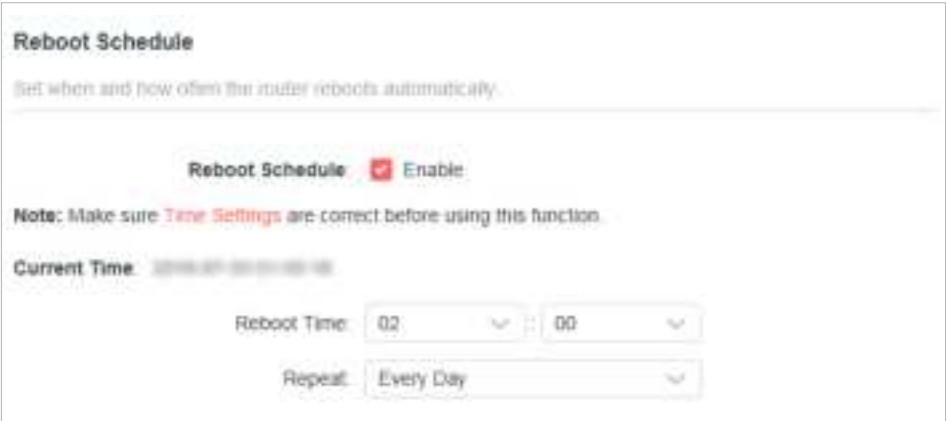 Reboot Schedule
Set when and how often the router reboots automatically.
Reboot Schedule: Enable
Note: Make sure Time Settings are correct before using this function.
Current Time:
Reboot Time: 02 : 00
Repeat: Every Day